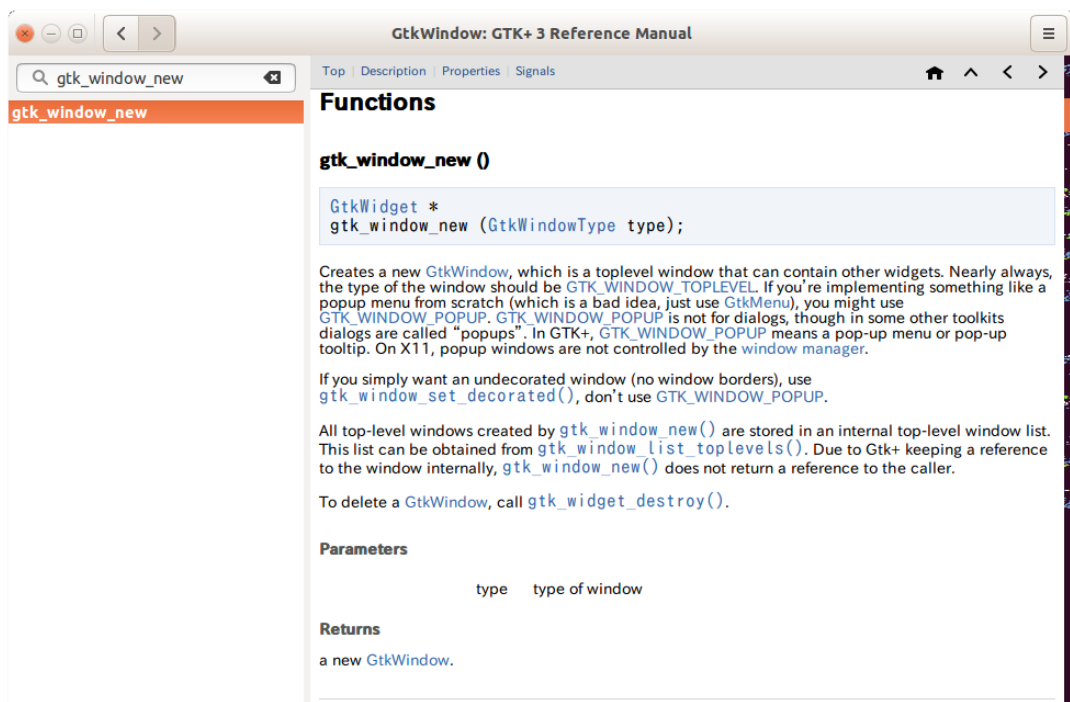 GtkWindow: GTK+ 3 Reference Manual
gtk_window_new
gtk_window_new
Top | Description | Properties | Signals
Functions
gtk_window_new ()
GtkWidget *
gtk_window_new (GtkWindowType type);
Creates a new GtkWindow, which is a toplevel window that can contain other widgets. Nearly always,
the type of the window should be GTK_WINDOW_TOPLEVEL. If you’re implementing something like a
popup menu from scratch (which is a bad idea, just use GtkMenu), you might use
GTK_WINDOW_POPUP. GTK_WINDOW_POPUP is not for dialogs, though in some other toolkits
dialogs are called “popups”. In GTK+, GTK_WINDOW_POPUP means a pop-up menu or pop-up
tooltip. On X11, popup windows are not controlled by the window manager.
If you simply want an undecorated window (no window borders), use
gtk_window_set_decorated(), don’t use GTK_WINDOW_POPUP.
All top-level windows created by gtk_window_new() are stored in an internal top-level window list.
This list can be obtained from gtk_window_list_toplevels(). Due to Gtk+ keeping a reference
to the window internally, gtk_window_new() does not return a reference to the caller.
To delete a GtkWindow, call gtk_widget_destroy().
Parameters
type type of window
Returns
a new GtkWindow.